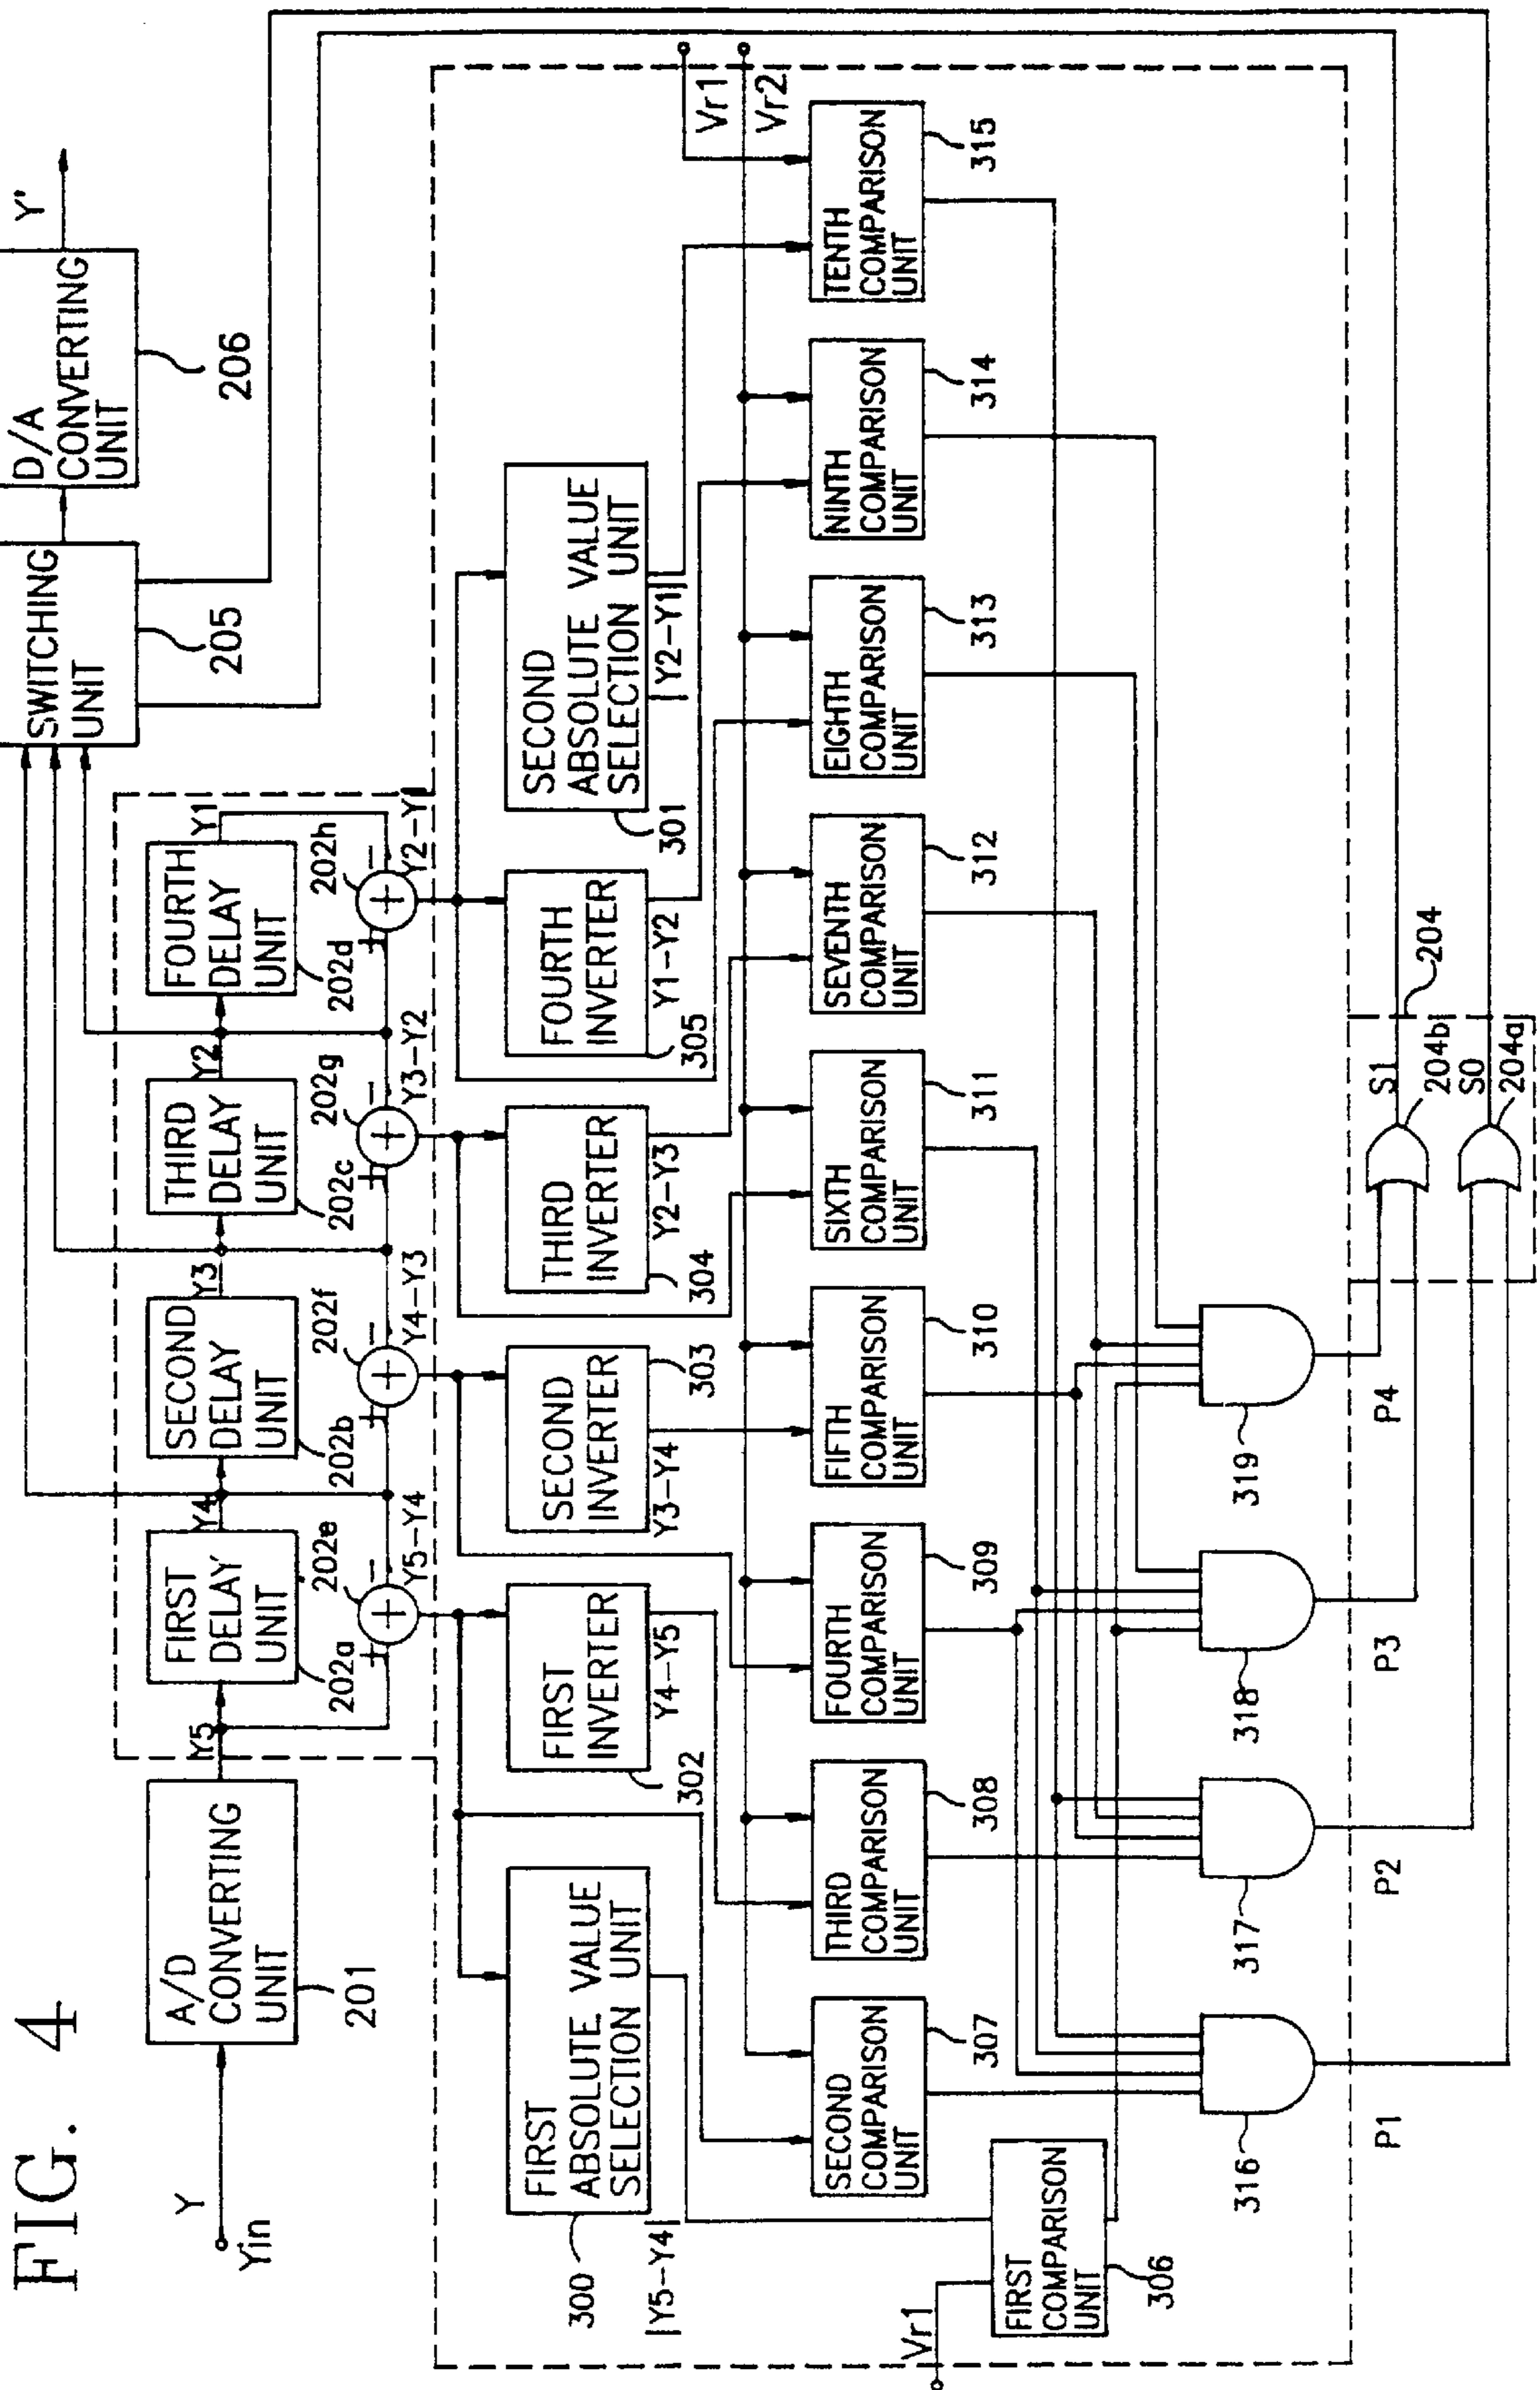 FIG. 4
Y
Yin
A/D
CONVERTING
UNIT
201
Y5
FIRST
DELAY
UNIT
202a
202e
Y4
Y5-Y4
SECOND
DELAY
UNIT
202b
202f
Y3
Y4-Y3
THIRD
DELAY
UNIT
202c
202g
Y2
Y3-Y2
FOURTH
DELAY
UNIT
202d
202h
Y1
Y2-Y1
SWITCHING
UNIT
205
D/A
CONVERTING
UNIT
206
Y'
FIRST
ABSOLUTE VALUE
SELECTION UNIT
300
|Y5-Y4|
FIRST
INVERTER
302
Y4-Y5
SECOND
INVERTER
303
Y3-Y4
THIRD
INVERTER
304
Y2-Y3
FOURTH
INVERTER
305
Y1-Y2
SECOND
ABSOLUTE VALUE
SELECTION UNIT
301
|Y2-Y1|
Vr1
Vr2
Vr1
FIRST
COMPARISON
UNIT
306
SECOND
COMPARISON
UNIT
307
THIRD
COMPARISON
UNIT
308
FOURTH
COMPARISON
UNIT
309
FIFTH
COMPARISON
UNIT
310
SIXTH
COMPARISON
UNIT
311
SEVENTH
COMPARISON
UNIT
312
EIGHTH
COMPARISON
UNIT
313
NINTH
COMPARISON
UNIT
314
TENTH
COMPARISON
UNIT
315
316
317
318
319
P1
P2
P3
P4
S1
204b
S0
204a
204